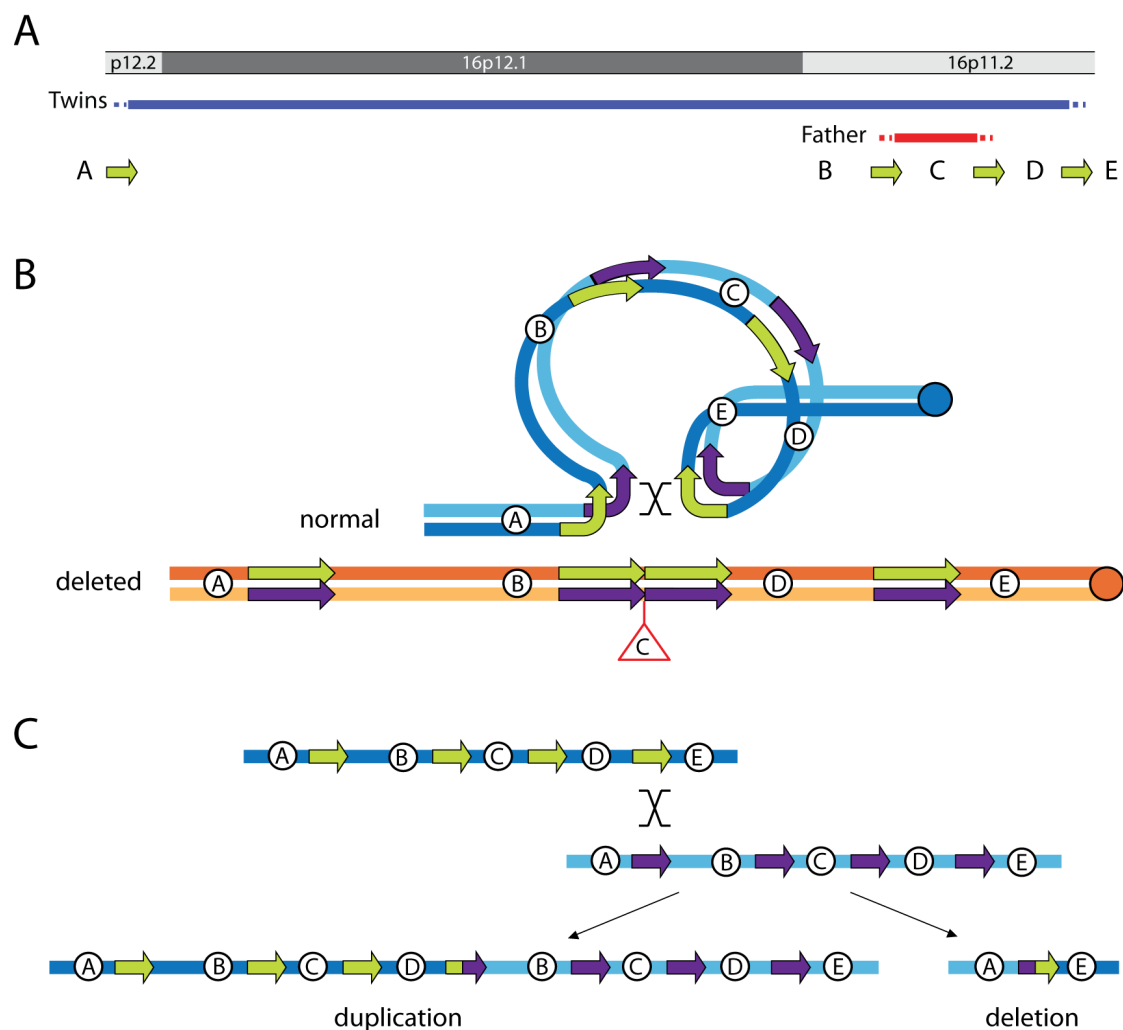 A
p12.2 16p12.1 16p11.2
Twins
Father
A B C D E
B
C
B
E
D
normal A
deleted A B D E
C
C
A B C D E
A B C D E
A B C D B C D E A E
duplication deletion